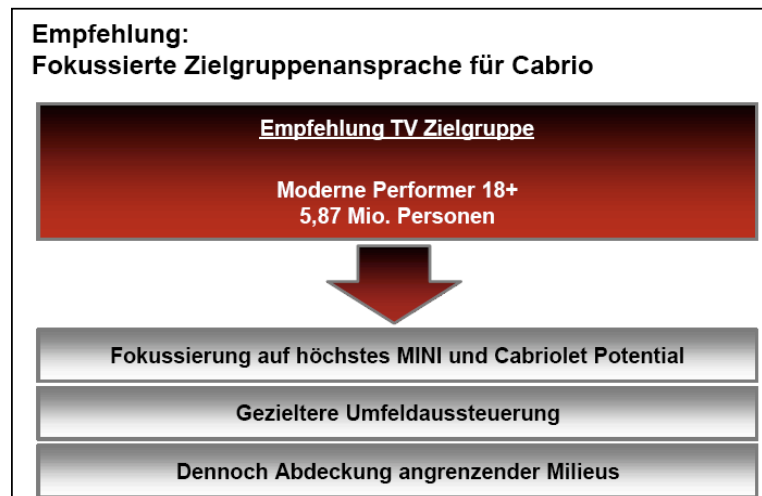 Empfehlung:
Fokussierte Zielgruppenansprache für Cabrio
Empfehlung TV Zielgruppe
Moderne Performer 18+
5,87 Mio. Personen
Fokussierung auf höchstes MINI und Cabriolet Potential
Gezieltere Umfeldaussteuerung
Dennoch Abdeckung angrenzender Milieus